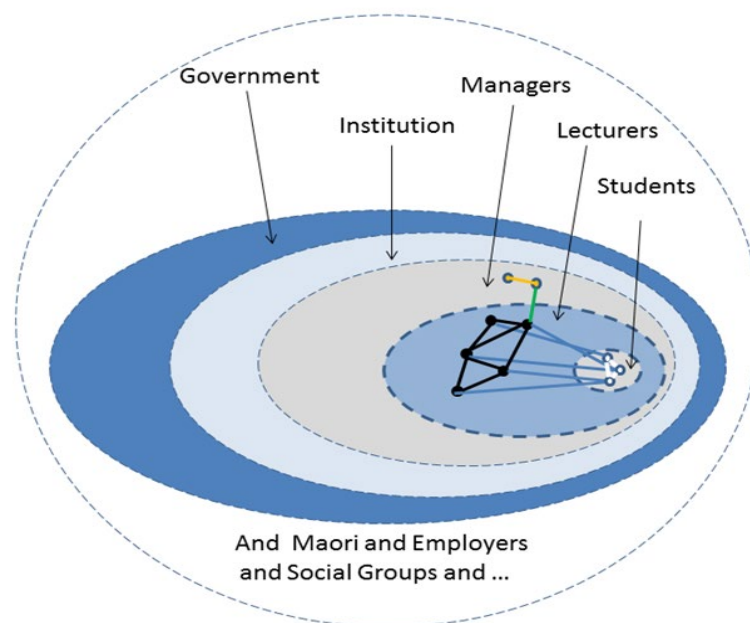 Government
Managers
Institution
Lecturers
Students
And  Maori and Employers
and Social Groups and ...